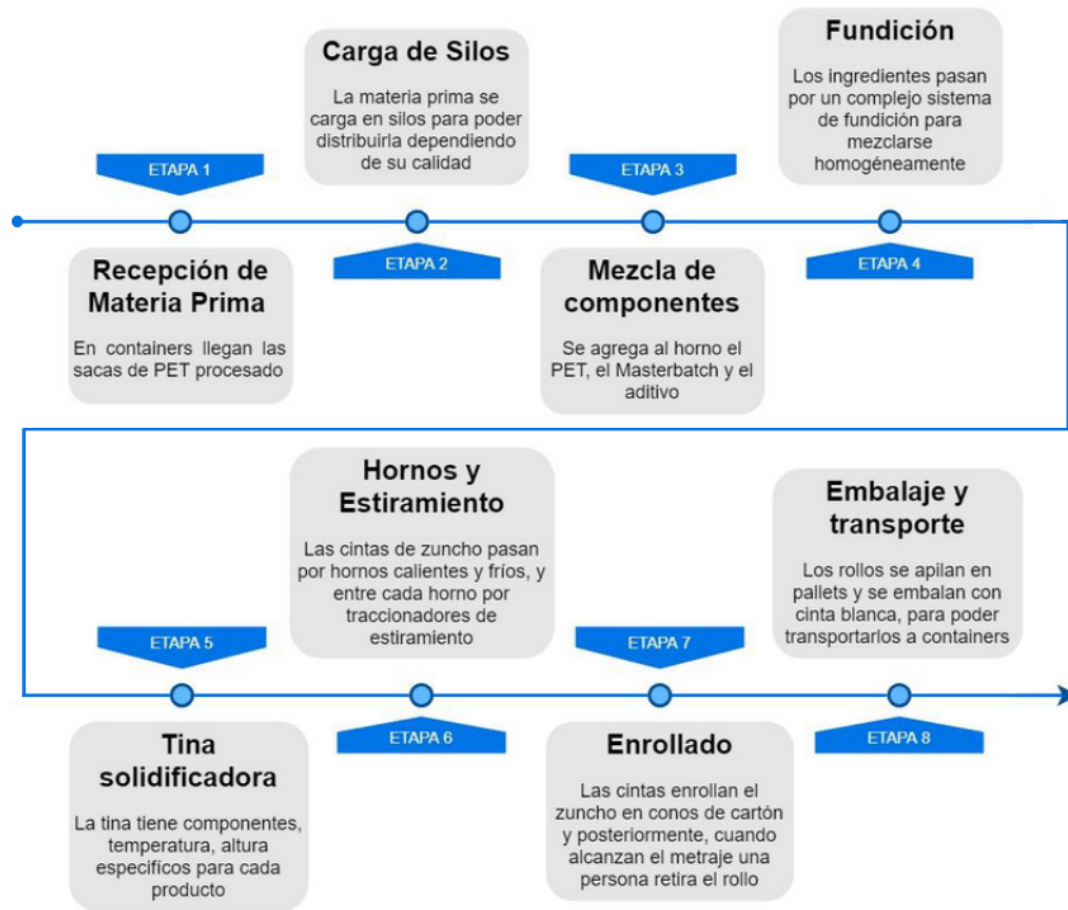 ETAPA 1
Recepción de
Materia Prima
En containers llegan las
sacas de PET procesado
Carga de Silos
La materia prima se
carga en silos para poder
distribuirla dependiendo
de su calidad
ETAPA 2
ETAPA 3
Mezcla de
componentes
Se agrega al horno el
PET, el Masterbatch y el
aditivo
Fundición
Los ingredientes pasan
por un complejo sistema
de fundición para
mezclarse
homogéneamente
ETAPA 4
ETAPA 5
Tina
solidificadora
La tina tiene componentes,
temperatura, altura
especifícos para cada
producto
Hornos y
Estiramiento
Las cintas de zuncho pasan
por hornos calientes y fríos, y
entre cada horno por
traccionadores de
estiramiento
ETAPA 6
ETAPA 7
Enrollado
Las cintas enrollan el
zuncho en conos de cartón
y posteriormente, cuando
alcanzan el metraje una
persona retira el rollo
Embalaje y
transporte
Los rollos se apilan en
pallets y se embalan con
cinta blanca, para poder
transportarlos a containers
ETAPA 8